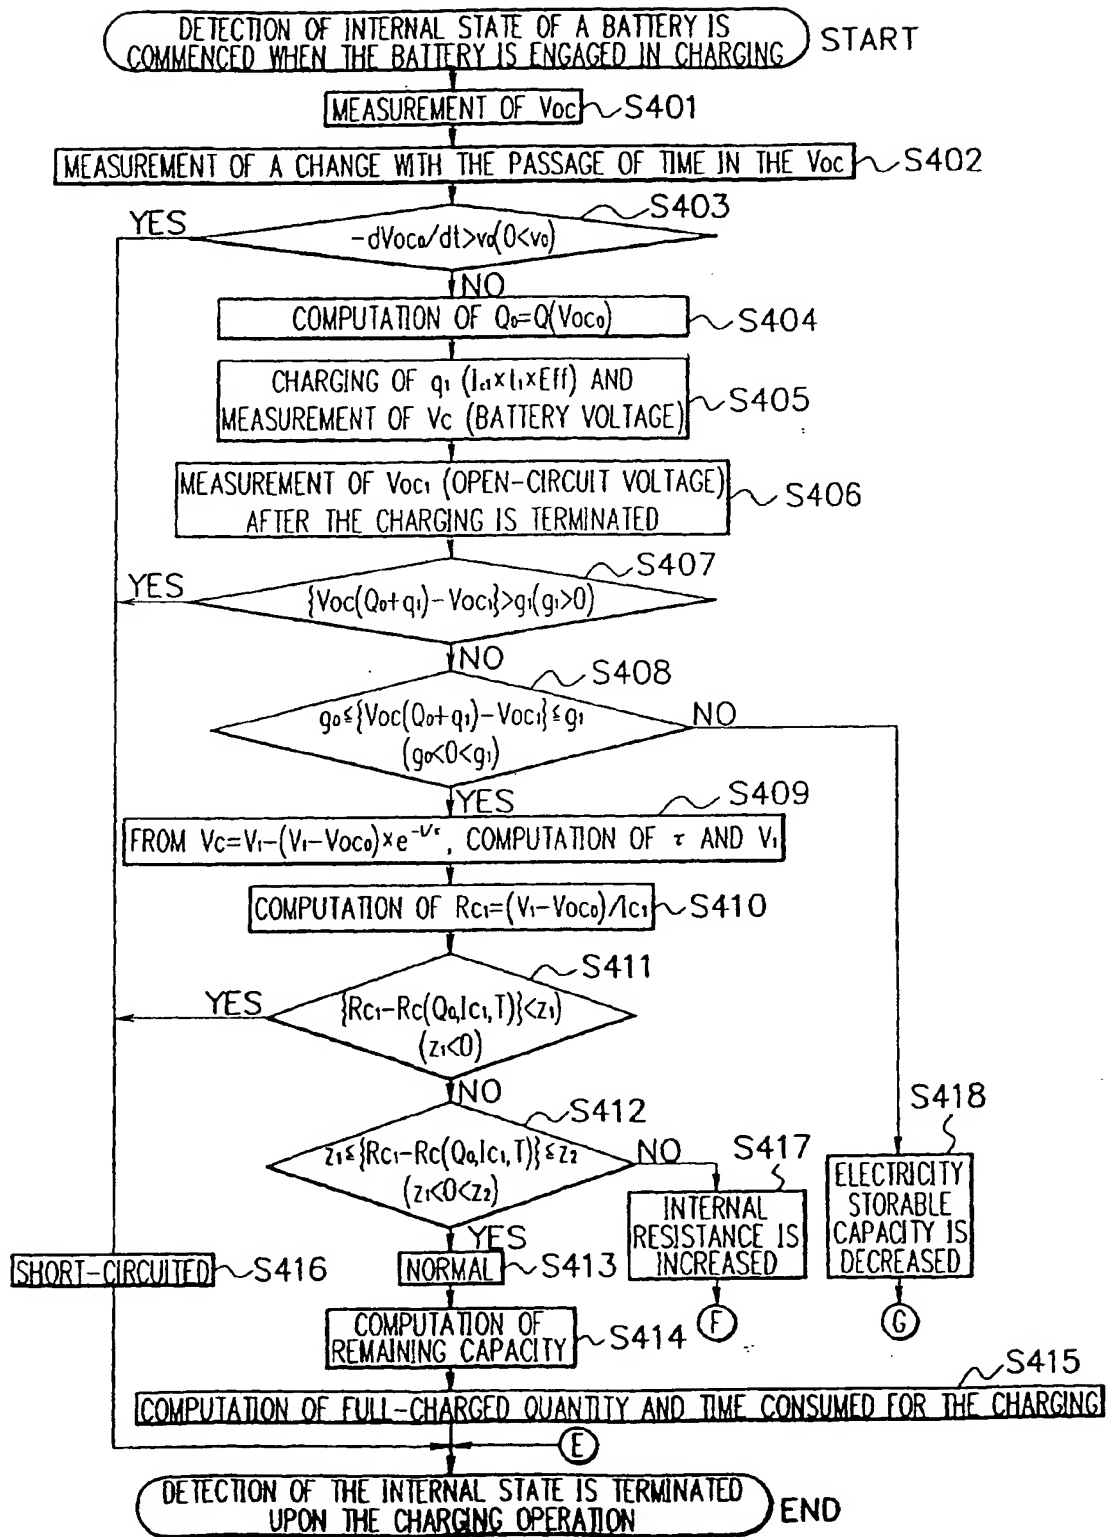 DETECTION OF INTERNAL STATE OF A BATTERY IS
COMMENCED WHEN THE BATTERY IS ENGAGED IN CHARGING
START
MEASUREMENT OF Voc
S401
MEASUREMENT OF A CHANGE WITH THE PASSAGE OF TIME IN THE Voc
S402
S403
YES
-dVoc₀/dt>v₀(0<v₀)
NO
COMPUTATION OF Q₀=Q(Voc₀)
S404
CHARGING OF q₁ (Ic₁×t₁×Eff) AND
MEASUREMENT OF Vc (BATTERY VOLTAGE)
S405
MEASUREMENT OF Voc₁ (OPEN-CIRCUIT VOLTAGE)
AFTER THE CHARGING IS TERMINATED
S406
S407
YES
{Voc(Q₀+q₁)-Voc₁}>g₁(g₁>0)
NO
S408
g₀≦{Voc(Q₀+q₁)-Voc₁}≦g₁
(g₀<0<g₁)
NO
YES
S409
FROM Vc=V₁-(V₁-Voc₀)×e^-t/τ, COMPUTATION OF τ AND V₁
COMPUTATION OF Rc₁=(V₁-Voc₀)/Ic₁
S410
S411
YES
{Rc₁-Rc(Q₀,Ic₁,T)}<z₁)
(z₁<0)
NO
S412
z₁≦{Rc₁-Rc(Q₀,Ic₁,T)}≦z₂
(z₁<0<z₂)
NO
YES
S417
INTERNAL
RESISTANCE IS
INCREASED
F
S418
ELECTRICITY
STORABLE
CAPACITY IS
DECREASED
G
SHORT-CIRCUITED
S416
NORMAL
S413
COMPUTATION OF
REMAINING CAPACITY
S414
S415
COMPUTATION OF FULL-CHARGED QUANTITY AND TIME CONSUMED FOR THE CHARGING
E
DETECTION OF THE INTERNAL STATE IS TERMINATED
UPON THE CHARGING OPERATION
END